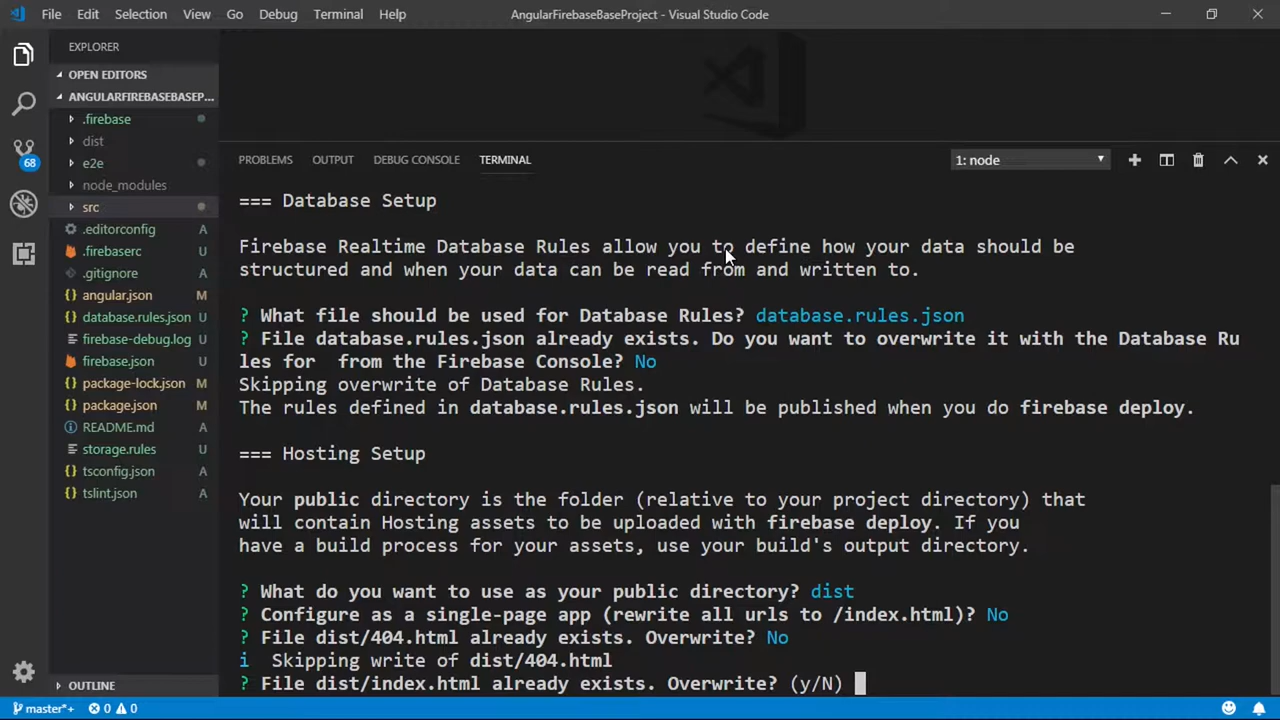 File Edit Selection View Go Debug Terminal Help AngularFirebaseBaseProject - Visual Studio Code
EXPLORER
OPEN EDITORS
ANGULARFIREBASEBASEP...
.firebase
dist
e2e
node_modules
src
.editorconfig A
.firebaserc U
.gitignore A
angular.json M
database.rules.json U
firebase-debug.log U
firebase.json U
package-lock.json M
package.json M
README.md A
storage.rules U
tsconfig.json A
tslint.json A
OUTLINE
68
PROBLEMS OUTPUT DEBUG CONSOLE TERMINAL 1: node
=== Database Setup
Firebase Realtime Database Rules allow you to define how your data should be
structured and when your data can be read from and written to.
? What file should be used for Database Rules? database.rules.json
? File database.rules.json already exists. Do you want to overwrite it with the Database Ru
les for  from the Firebase Console? No
Skipping overwrite of Database Rules.
The rules defined in database.rules.json will be published when you do firebase deploy.
=== Hosting Setup
Your public directory is the folder (relative to your project directory) that
will contain Hosting assets to be uploaded with firebase deploy. If you
have a build process for your assets, use your build's output directory.
? What do you want to use as your public directory? dist
? Configure as a single-page app (rewrite all urls to /index.html)? No
? File dist/404.html already exists. Overwrite? No
i  Skipping write of dist/404.html
? File dist/index.html already exists. Overwrite? (y/N)
master*+ 0 0